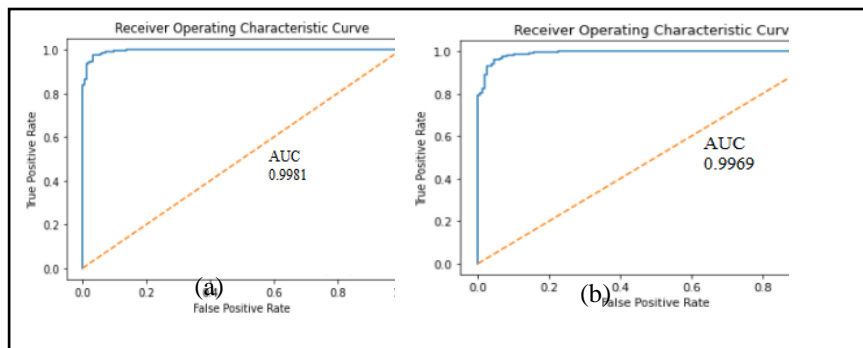 Receiver Operating Characteristic Curve
1.0
0.8
0.6
0.4
0.2
0.0
True Positive Rate
AUC
0.9981
0.0 0.2 0.4 0.6 0.8 1
(a)
False Positive Rate
Receiver Operating Characteristic Curv
1.0
0.8
0.6
0.4
0.2
0.0
True Positive Rate
AUC
0.9969
0.0 0.2 0.4 0.6 0.8
(b)
False Positive Rate